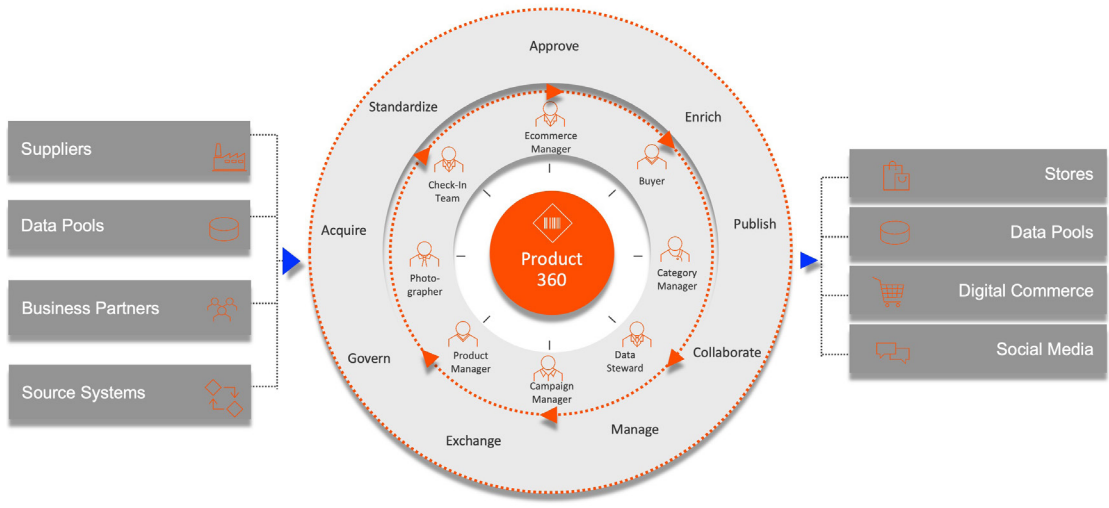 Suppliers
Data Pools
Business Partners
Source Systems
Approve
Standardize
Enrich
Acquire
Publish
Govern
Collaborate
Exchange
Manage
Ecommerce
Manager
Check-In
Team
Buyer
Photo-
grapher
Category
Manager
Product
Manager
Data
Steward
Campaign
Manager
Product
360
Stores
Data Pools
Digital Commerce
Social Media